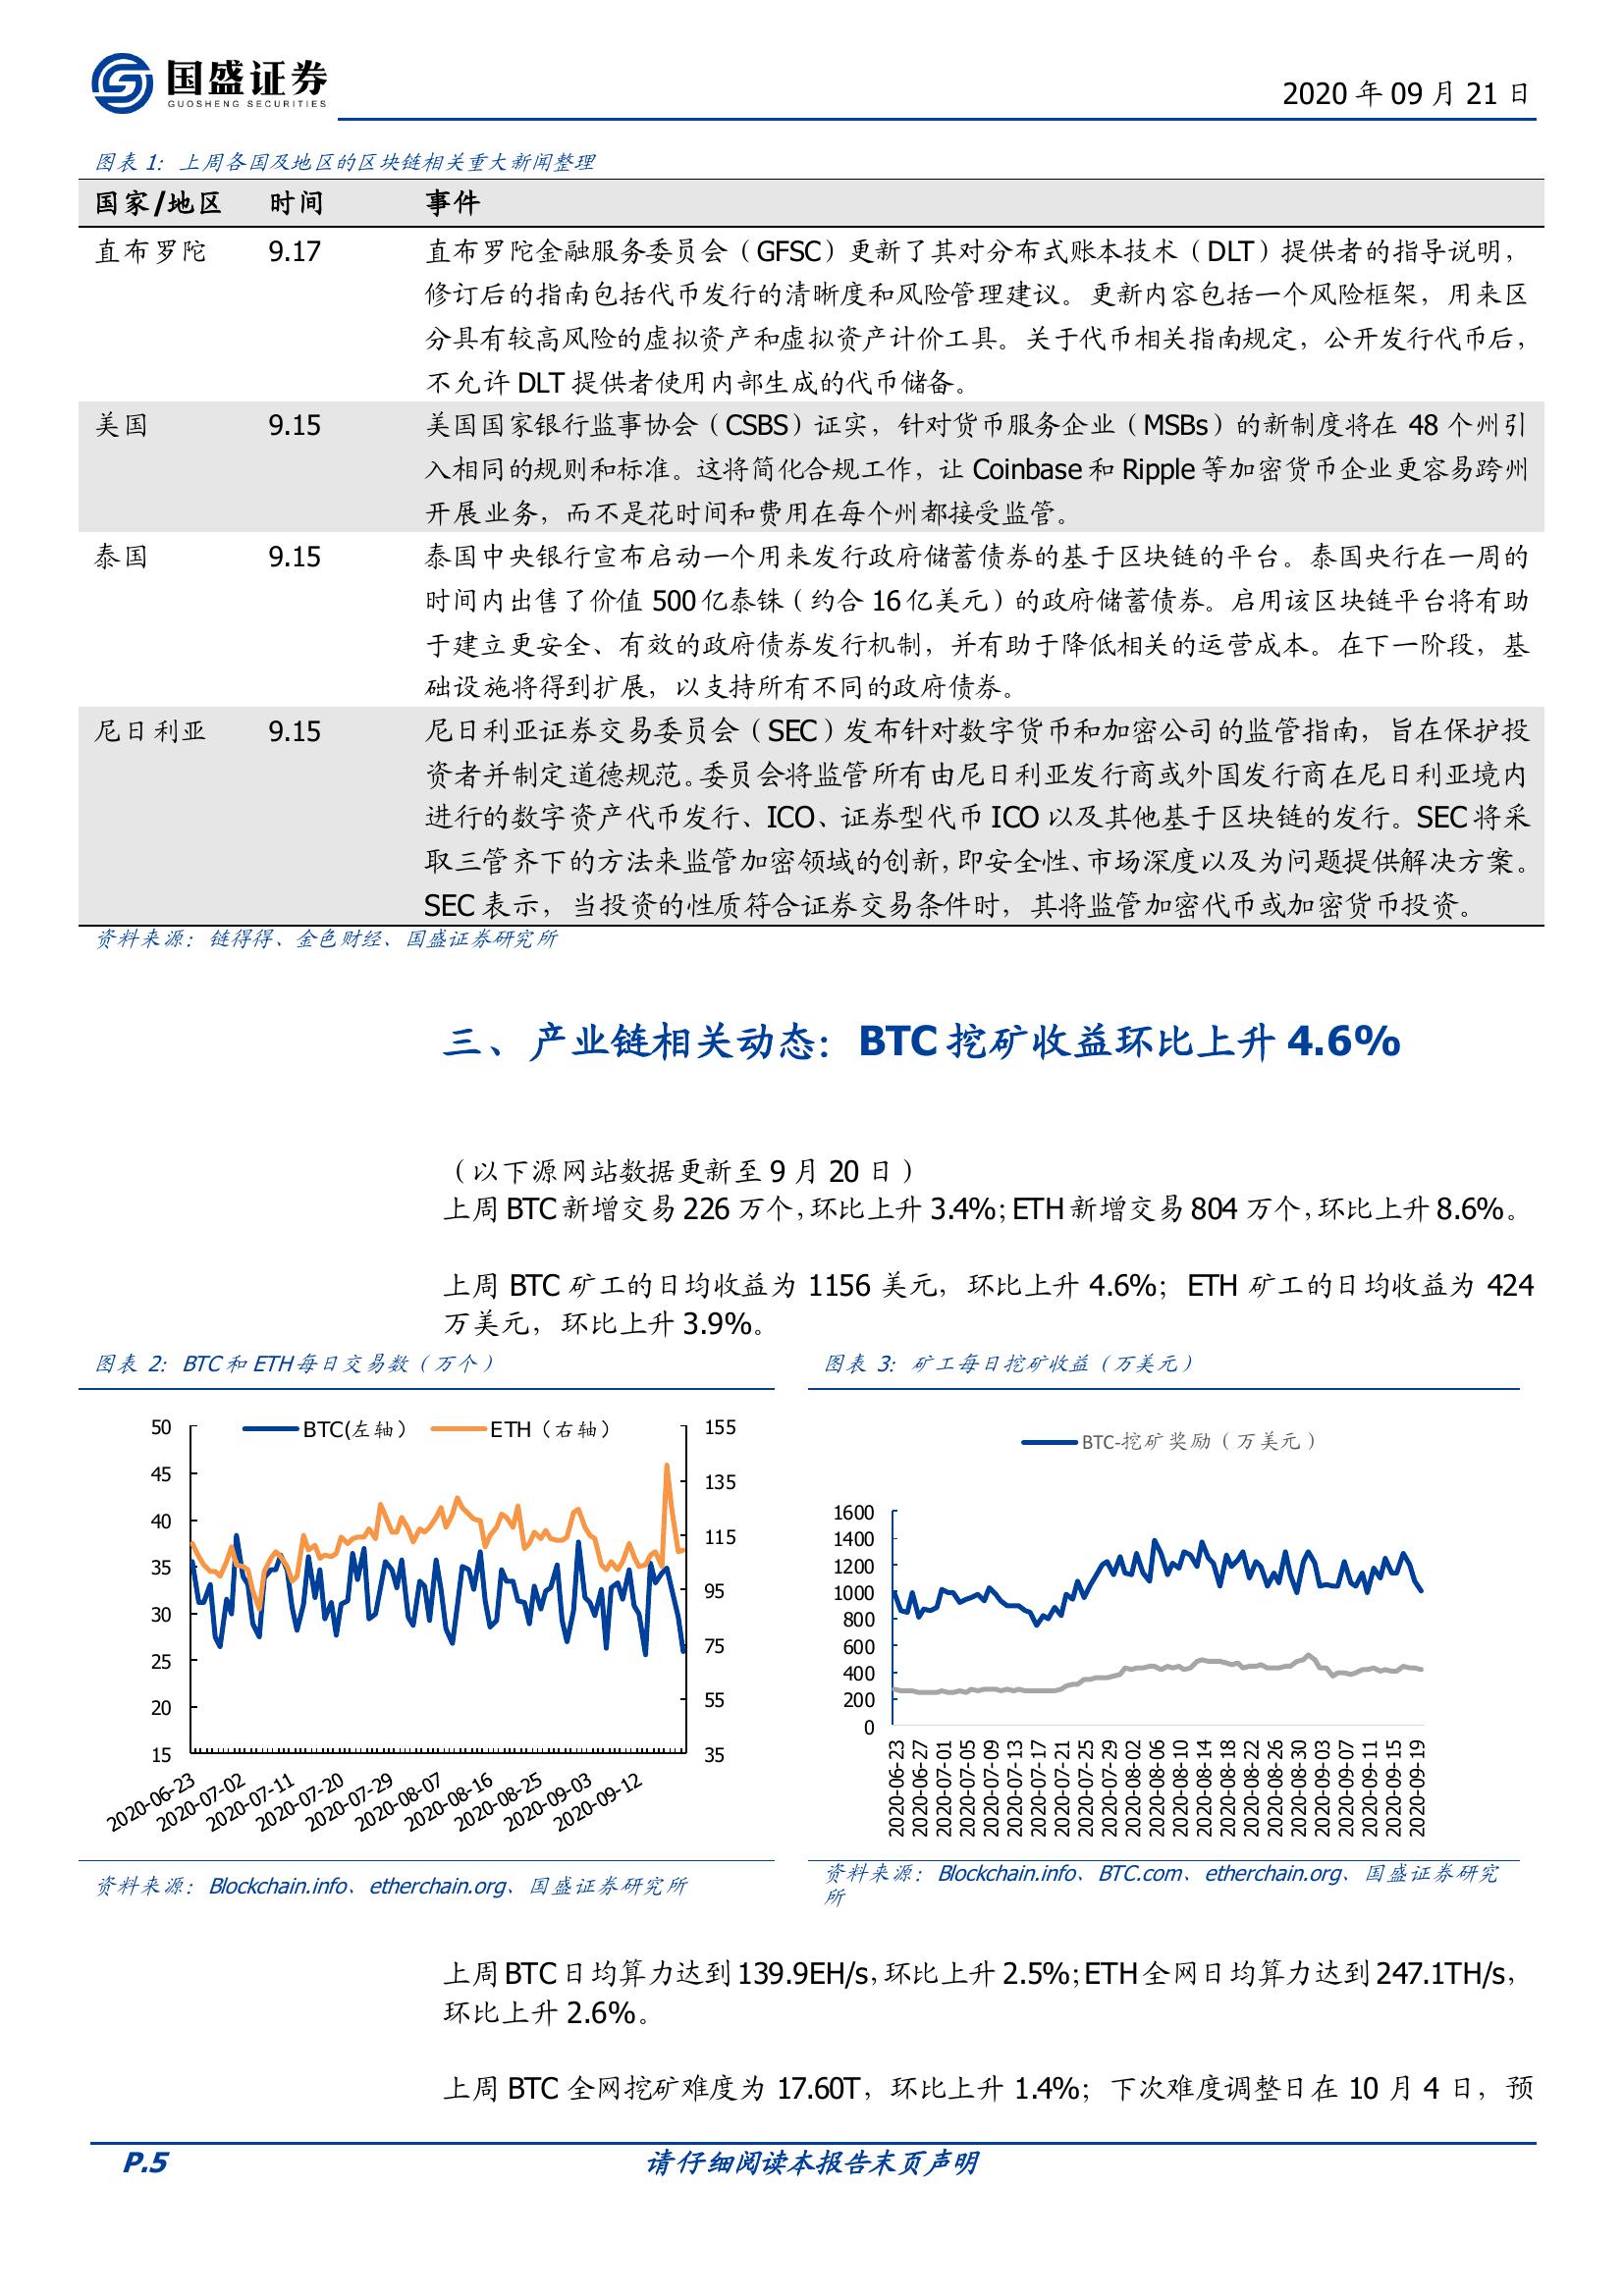 国盛证券
GUOSHENG SECURITIES
2020 年 09 月 21 日
图表 1：上周各国及地区的区块链相关重大新闻整理
国家/地区 时间 事件
直布罗陀 9.17 直布罗陀金融服务委员会（GFSC）更新了其对分布式账本技术（DLT）提供者的指导说明，
修订后的指南包括代币发行的清晰度和风险管理建议。更新内容包括一个风险框架，用来区
分具有较高风险的虚拟资产和虚拟资产计价工具。关于代币相关指南规定，公开发行代币后，
不允许 DLT 提供者使用内部生成的代币储备。
美国 9.15 美国国家银行监事协会（CSBS）证实，针对货币服务企业（MSBs）的新制度将在 48 个州引
入相同的规则和标准。这将简化合规工作，让 Coinbase 和 Ripple 等加密货币企业更容易跨州
开展业务，而不是花时间和费用在每个州都接受监管。
泰国 9.15 泰国中央银行宣布启动一个用来发行政府储蓄债券的基于区块链的平台。泰国央行在一周的
时间内出售了价值 500 亿泰铢（约合 16 亿美元）的政府储蓄债券。启用该区块链平台将有助
于建立更安全、有效的政府债券发行机制，并有助于降低相关的运营成本。在下一阶段，基
础设施将得到扩展，以支持所有不同的政府债券。
尼日利亚 9.15 尼日利亚证券交易委员会（SEC）发布针对数字货币和加密公司的监管指南，旨在保护投
资者并制定道德规范。委员会将监管所有由尼日利亚发行商或外国发行商在尼日利亚境内
进行的数字资产代币发行、ICO、证券型代币 ICO 以及其他基于区块链的发行。SEC 将采
取三管齐下的方法来监管加密领域的创新，即安全性、市场深度以及为问题提供解决方案。
SEC 表示，当投资的性质符合证券交易条件时，其将监管加密代币或加密货币投资。
资料来源：链得得、金色财经、国盛证券研究所
三、产业链相关动态：BTC 挖矿收益环比上升 4.6%
（以下源网站数据更新至 9 月 20 日）
上周 BTC 新增交易 226 万个，环比上升 3.4%；ETH 新增交易 804 万个，环比上升 8.6%。
上周 BTC 矿工的日均收益为 1156 美元，环比上升 4.6%；ETH 矿工的日均收益为 424
万美元，环比上升 3.9%。
图表 2：BTC 和 ETH 每日交易数（万个）
BTC(左轴） ETH（右轴）
50
45
40
35
30
25
20
15
155
135
115
95
75
55
35
2020-06-23
2020-07-02
2020-07-11
2020-07-20
2020-07-29
2020-08-07
2020-08-16
2020-08-25
2020-09-03
2020-09-12
资料来源：Blockchain.info、etherchain.org、国盛证券研究所
图表 3：矿工每日挖矿收益（万美元）
BTC-挖矿奖励（万美元）
1600
1400
1200
1000
800
600
400
200
0
2020-06-23
2020-06-27
2020-07-01
2020-07-05
2020-07-09
2020-07-13
2020-07-17
2020-07-21
2020-07-25
2020-07-29
2020-08-02
2020-08-06
2020-08-10
2020-08-14
2020-08-18
2020-08-22
2020-08-26
2020-08-30
2020-09-03
2020-09-07
2020-09-11
2020-09-15
2020-09-19
资料来源：Blockchain.info、BTC.com、etherchain.org、国盛证券研究
所
上周 BTC 日均算力达到 139.9EH/s，环比上升 2.5%；ETH 全网日均算力达到 247.1TH/s，
环比上升 2.6%。
上周 BTC 全网挖矿难度为 17.60T，环比上升 1.4%；下次难度调整日在 10 月 4 日，预
P.5
请仔细阅读本报告末页声明